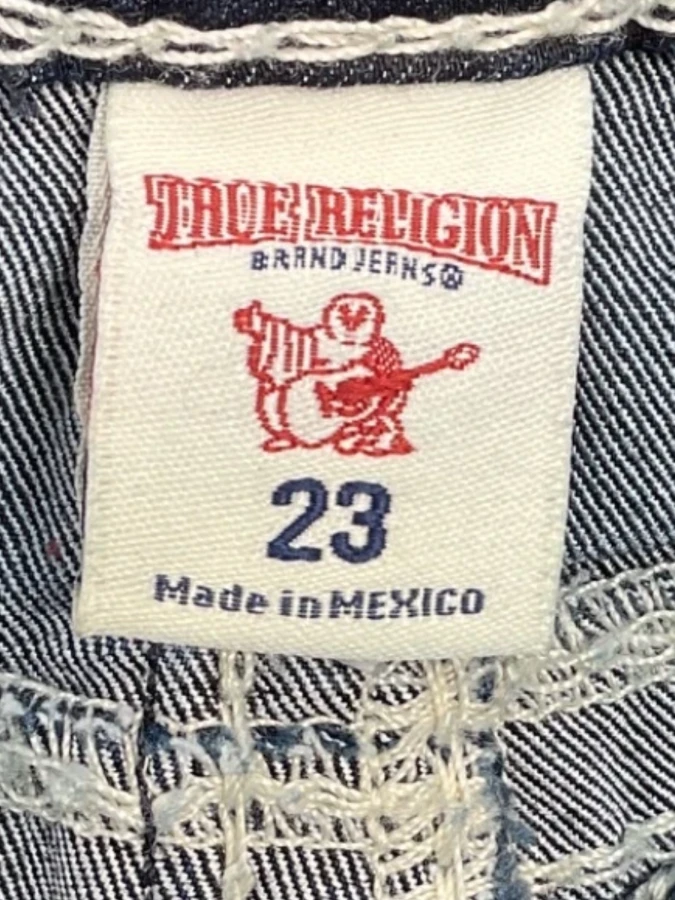 TRUE RELIGION
BRAND JEANS®
23
Made in MEXICO